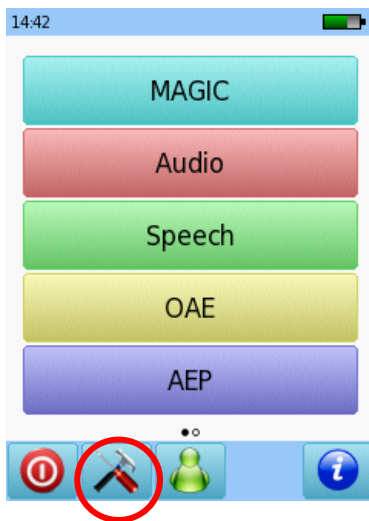 14:42
MAGIC
Audio
Speech
OAE
AEP
i